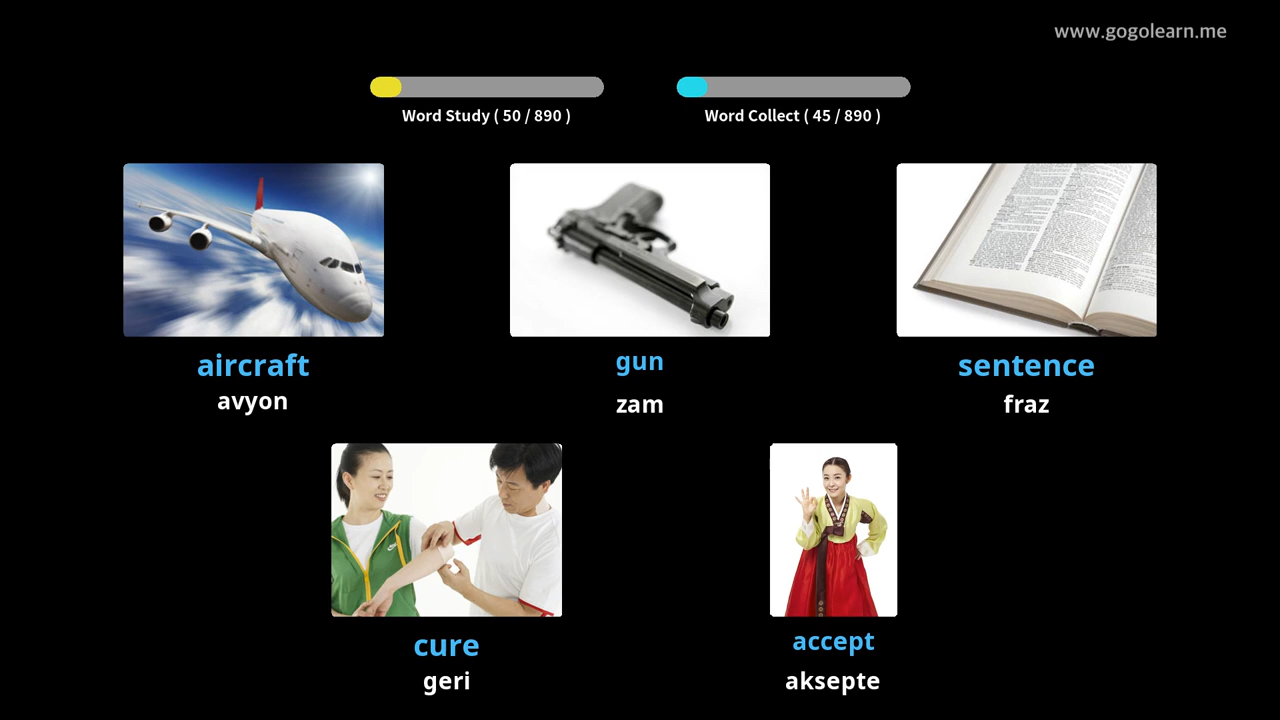 www.gogolearn.me
Word Study ( 50 / 890 )
Word Collect ( 45 / 890 )
aircraft
avyon
gun
zam
sentence
fraz
cure
geri
accept
aksepte